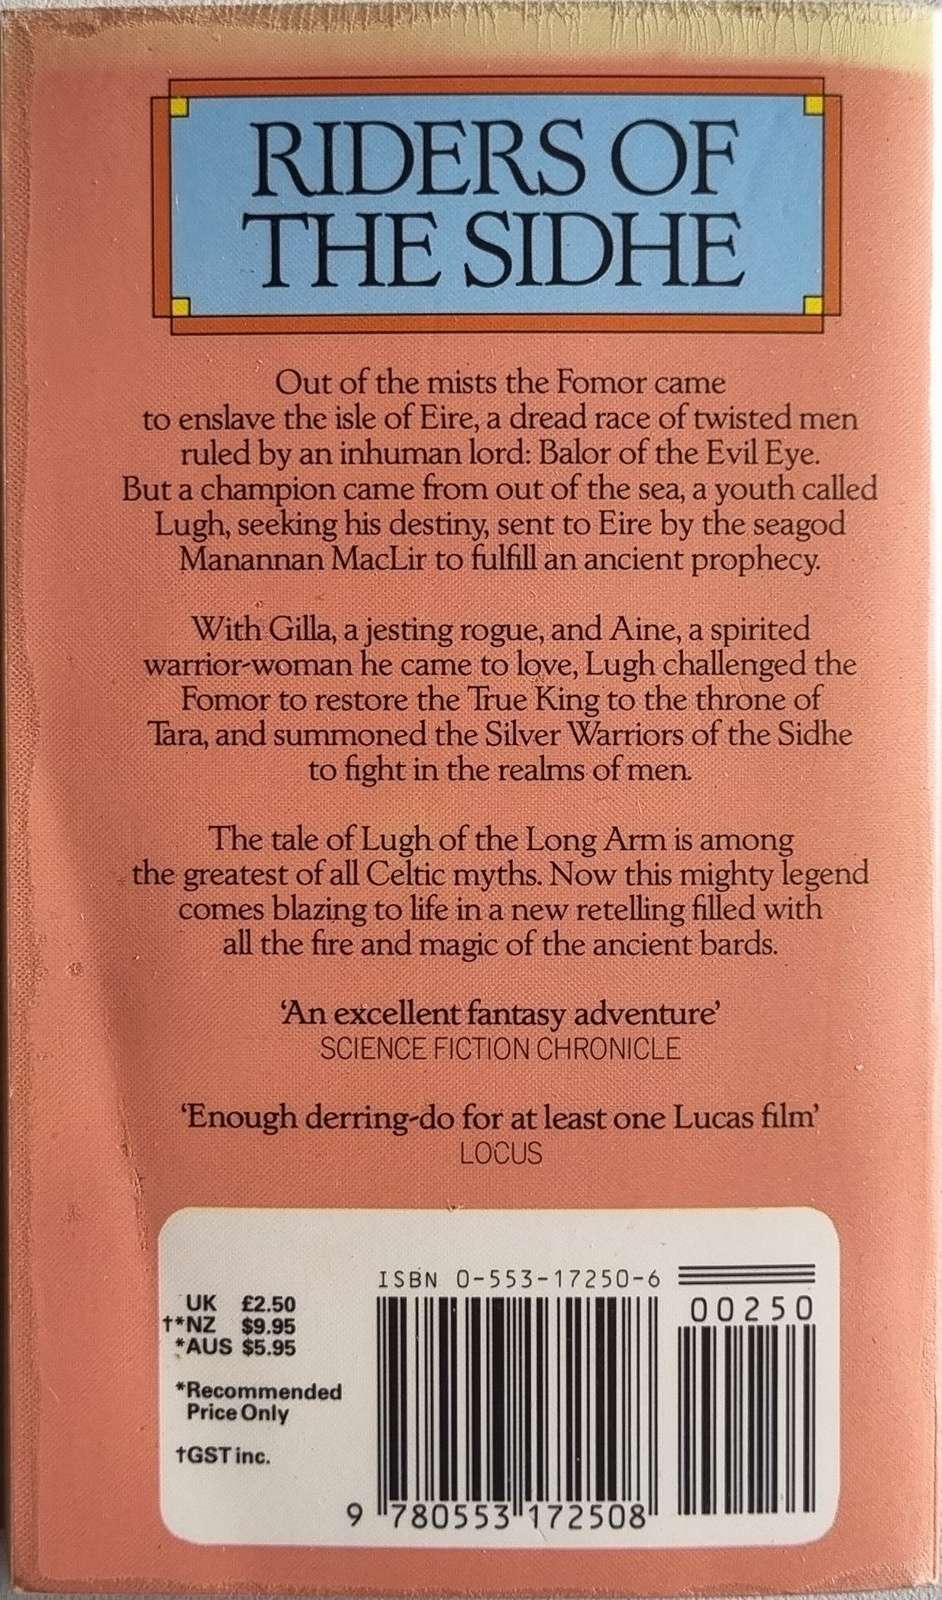 RIDERS OF
THE SIDHE
Out of the mists the Fomor came
to enslave the isle of Eire, a dread race of twisted men
ruled by an inhuman lord: Balor of the Evil Eye.
But a champion came from out of the sea, a youth called
Lugh, seeking his destiny, sent to Eire by the seagod
Manannan MacLir to fulfill an ancient prophecy.
With Gilla, a jesting rogue, and Aine, a spirited
warrior-woman he came to love, Lugh challenged the
Fomor to restore the True King to the throne of
Tara, and summoned the Silver Warriors of the Sidhe
to fight in the realms of men.
The tale of Lugh of the Long Arm is among
the greatest of all Celtic myths. Now this mighty legend
comes blazing to life in a new retelling filled with
all the fire and magic of the ancient bards.
‘An excellent fantasy adventure’
SCIENCE FICTION CHRONICLE
‘Enough derring-do for at least one Lucas film’
LOCUS
UK £2.50
†*NZ $9.95
*AUS $5.95
*Recommended
Price Only
†GST inc.
ISBN 0-553-17250-6
00250
9 780553 172508